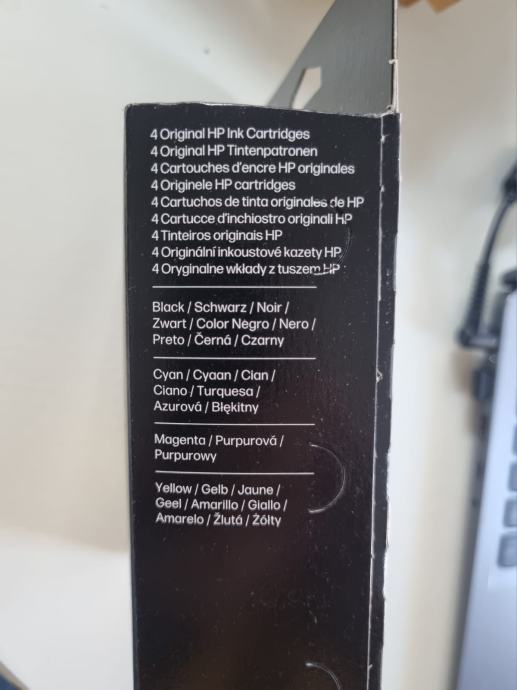 4 Original HP Ink Cartridges
4 Original HP Tintenpatronen
4 Cartouches d'encre HP originales
4 Originele HP cartridges
4 Cartuchos de tinta originales de HP
4 Cartucce d'inchiostro originali HP
4 Tinteiros originais HP
4 Originální inkoustové kazety HP
4 Oryginalne wkłady z tuszem HP
Black / Schwarz / Noir /
Zwart / Color Negro / Nero /
Preto / Černá / Czarny
Cyan / Cyaan / Cian /
Ciano / Turquesa /
Azurová / Błękitny
Magenta / Purpurová /
Purpurowy
Yellow / Gelb / Jaune /
Geel / Amarillo / Giallo /
Amarelo / Žlutá / Żółty